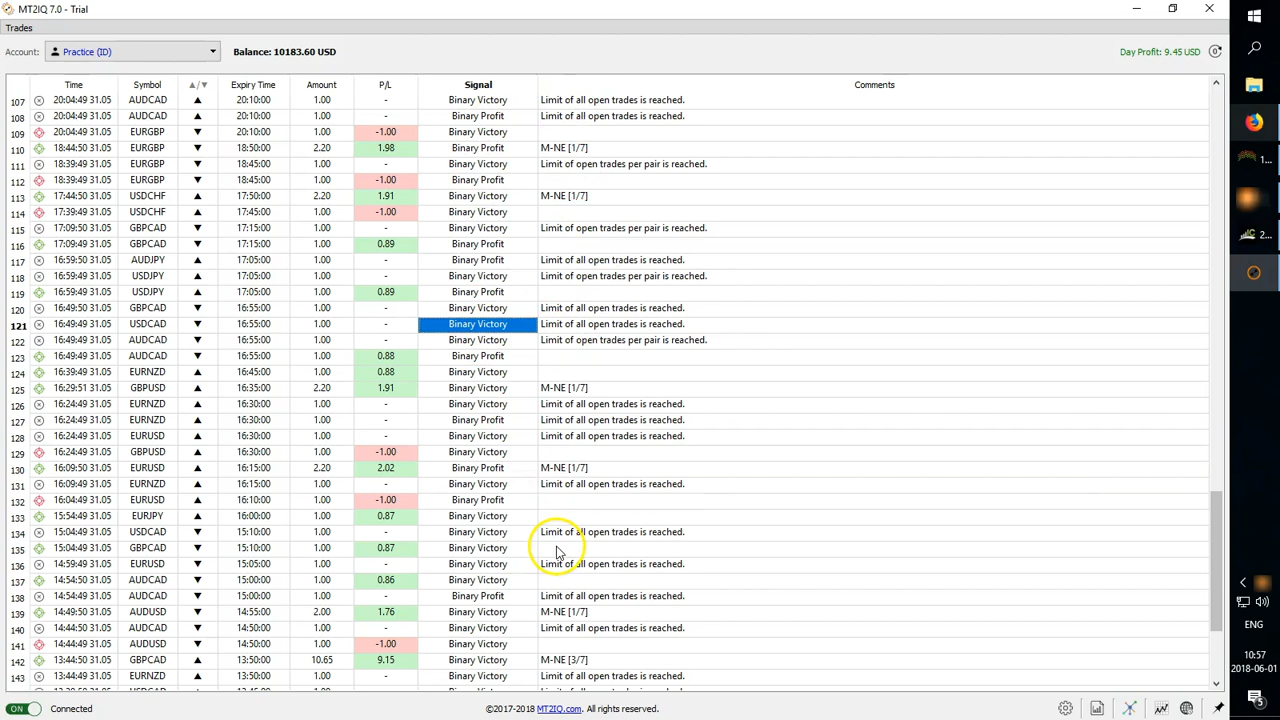 MT2IQ 7.0 - Trial
Trades
Account: Practice (ID) Balance: 10183.60 USD Day Profit: 9.45 USD
Time Symbol ▲/▼ Expiry Time Amount P/L Signal Comments
107 20:04:49 31.05 AUDCAD ▲ 20:10:00 1.00 - Binary Victory Limit of all open trades is reached.
108 20:04:49 31.05 AUDCAD ▲ 20:10:00 1.00 - Binary Profit Limit of all open trades is reached.
109 20:04:49 31.05 EURGBP ▼ 20:10:00 1.00 -1.00 Binary Victory
110 18:44:50 31.05 EURGBP ▼ 18:50:00 2.20 1.98 Binary Profit M-NE [1/7]
111 18:39:49 31.05 EURGBP ▼ 18:45:00 1.00 - Binary Victory Limit of open trades per pair is reached.
112 18:39:49 31.05 EURGBP ▼ 18:45:00 1.00 -1.00 Binary Profit
113 17:44:50 31.05 USDCHF ▲ 17:50:00 2.20 1.91 Binary Victory M-NE [1/7]
114 17:39:49 31.05 USDCHF ▲ 17:45:00 1.00 -1.00 Binary Victory
115 17:09:50 31.05 GBPCAD ▼ 17:15:00 1.00 - Binary Victory Limit of open trades per pair is reached.
116 17:09:49 31.05 GBPCAD ▼ 17:15:00 1.00 0.89 Binary Profit
117 16:59:50 31.05 AUDJPY ▲ 17:05:00 1.00 - Binary Profit Limit of all open trades is reached.
118 16:59:50 31.05 USDJPY ▲ 17:05:00 1.00 - Binary Victory Limit of open trades per pair is reached.
119 16:59:49 31.05 USDJPY ▲ 17:05:00 1.00 0.89 Binary Profit
120 16:49:50 31.05 GBPCAD ▼ 16:55:00 1.00 - Binary Victory Limit of all open trades is reached.
121 16:49:49 31.05 USDCAD ▼ 16:55:00 1.00 - Binary Victory Limit of all open trades is reached.
122 16:49:49 31.05 AUDCAD ▼ 16:55:00 1.00 - Binary Victory Limit of open trades per pair is reached.
123 16:49:49 31.05 AUDCAD ▼ 16:55:00 1.00 0.88 Binary Profit
124 16:39:49 31.05 EURNZD ▲ 16:45:00 1.00 0.88 Binary Victory
125 16:29:51 31.05 GBPUSD ▲ 16:35:00 2.20 1.91 Binary Victory M-NE [1/7]
126 16:24:49 31.05 EURNZD ▲ 16:30:00 1.00 - Binary Victory Limit of all open trades is reached.
127 16:24:49 31.05 EURNZD ▲ 16:30:00 1.00 - Binary Profit Limit of all open trades is reached.
128 16:24:49 31.05 EURUSD ▲ 16:30:00 1.00 - Binary Victory Limit of all open trades is reached.
129 16:24:49 31.05 GBPUSD ▲ 16:30:00 1.00 -1.00 Binary Victory
130 16:09:50 31.05 EURUSD ▲ 16:15:00 2.20 2.02 Binary Profit M-NE [1/7]
131 16:09:49 31.05 EURNZD ▲ 16:15:00 1.00 - Binary Victory Limit of all open trades is reached.
132 16:04:49 31.05 EURUSD ▲ 16:10:00 1.00 -1.00 Binary Profit
133 15:54:49 31.05 EURJPY ▲ 16:00:00 1.00 0.87 Binary Victory
134 15:04:49 31.05 USDCAD ▼ 15:10:00 1.00 - Binary Victory Limit of all open trades is reached.
135 15:04:49 31.05 GBPCAD ▼ 15:10:00 1.00 0.87 Binary Victory
136 14:59:49 31.05 EURUSD ▼ 15:05:00 1.00 - Binary Victory Limit of all open trades is reached.
137 14:54:50 31.05 AUDCAD ▼ 15:00:00 1.00 0.86 Binary Victory
138 14:54:49 31.05 AUDCAD ▼ 15:00:00 1.00 - Binary Profit Limit of all open trades is reached.
139 14:49:50 31.05 AUDUSD ▼ 14:55:00 2.00 1.76 Binary Victory M-NE [1/7]
140 14:44:49 31.05 AUDCAD ▼ 14:50:00 1.00 - Binary Victory Limit of all open trades is reached.
141 14:44:49 31.05 AUDUSD ▼ 14:50:00 1.00 -1.00 Binary Victory
142 13:44:50 31.05 GBPCAD ▲ 13:50:00 10.65 9.15 Binary Victory M-NE [3/7]
143 13:44:49 31.05 EURNZD ▲ 13:50:00 1.00 - Binary Victory Limit of all open trades is reached.
ON Connected ©2017-2018 MT2IQ.com. All rights reserved.
1...
2...
ENG
10:57
2018-06-01
5